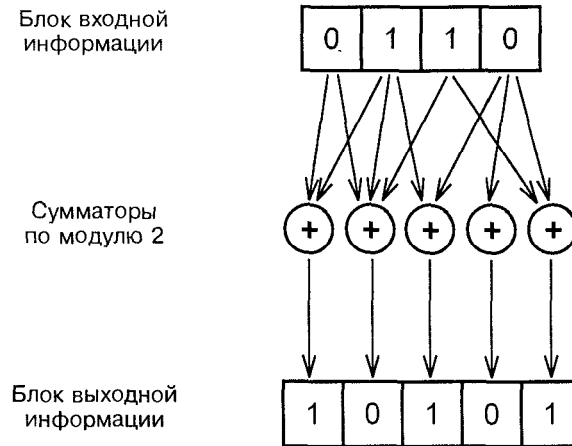 Блок входной
информации
0 1 1 0
Сумматоры
по модулю 2
+ + + + +
Блок выходной
информации
1 0 1 0 1